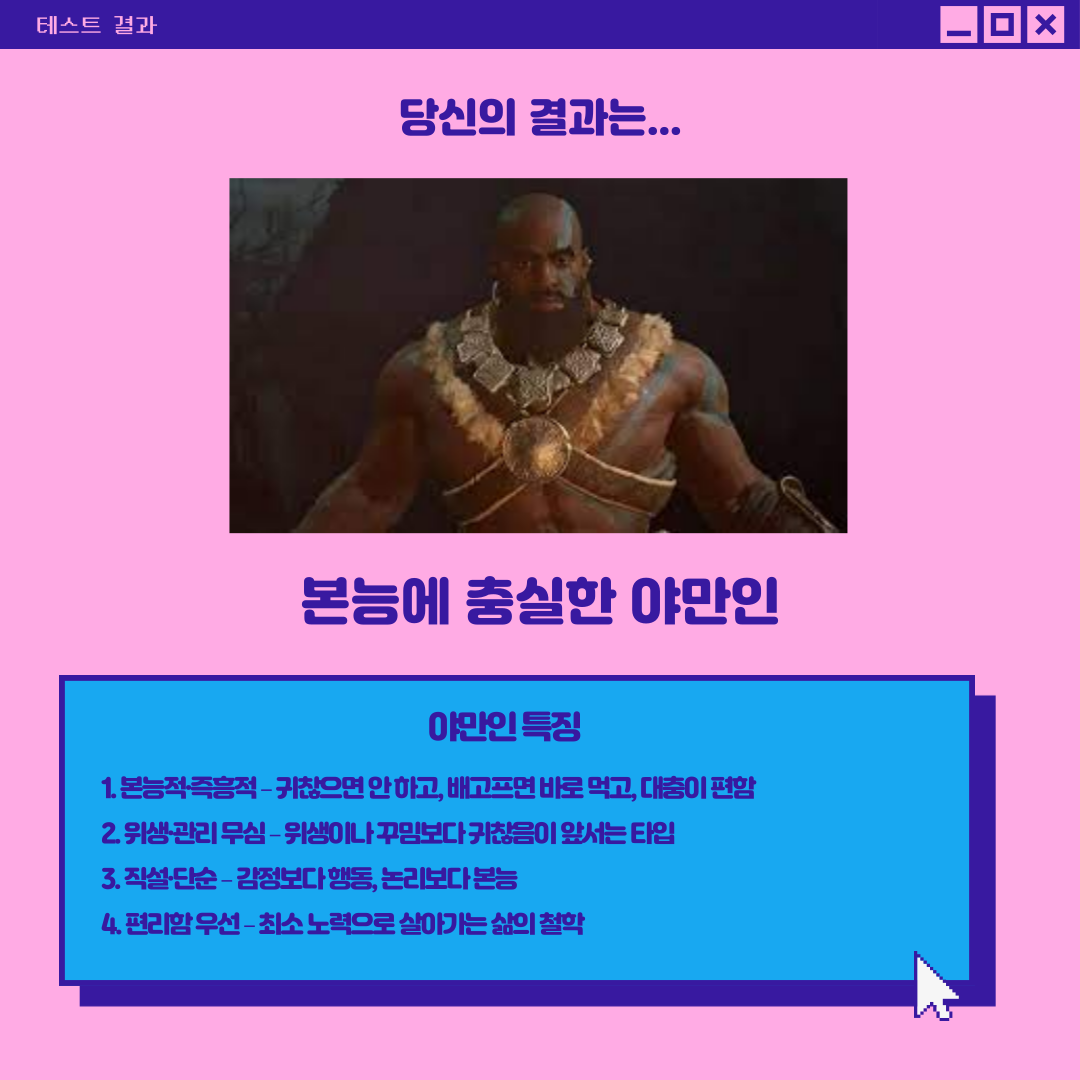 테스트 결과
당신의 결과는...
본능에 충실한 야만인
야만인 특징
1. 본능적·즉흥적 – 귀찮으면 안 하고, 배고프면 바로 먹고, 대충이 편함
2. 위생·관리 무심 – 위생이나 꾸밈보다 귀찮음이 앞서는 타입
3. 직설·단순 – 감정보다 행동, 논리보다 본능
4. 편리함 우선 – 최소 노력으로 살아가는 삶의 철학